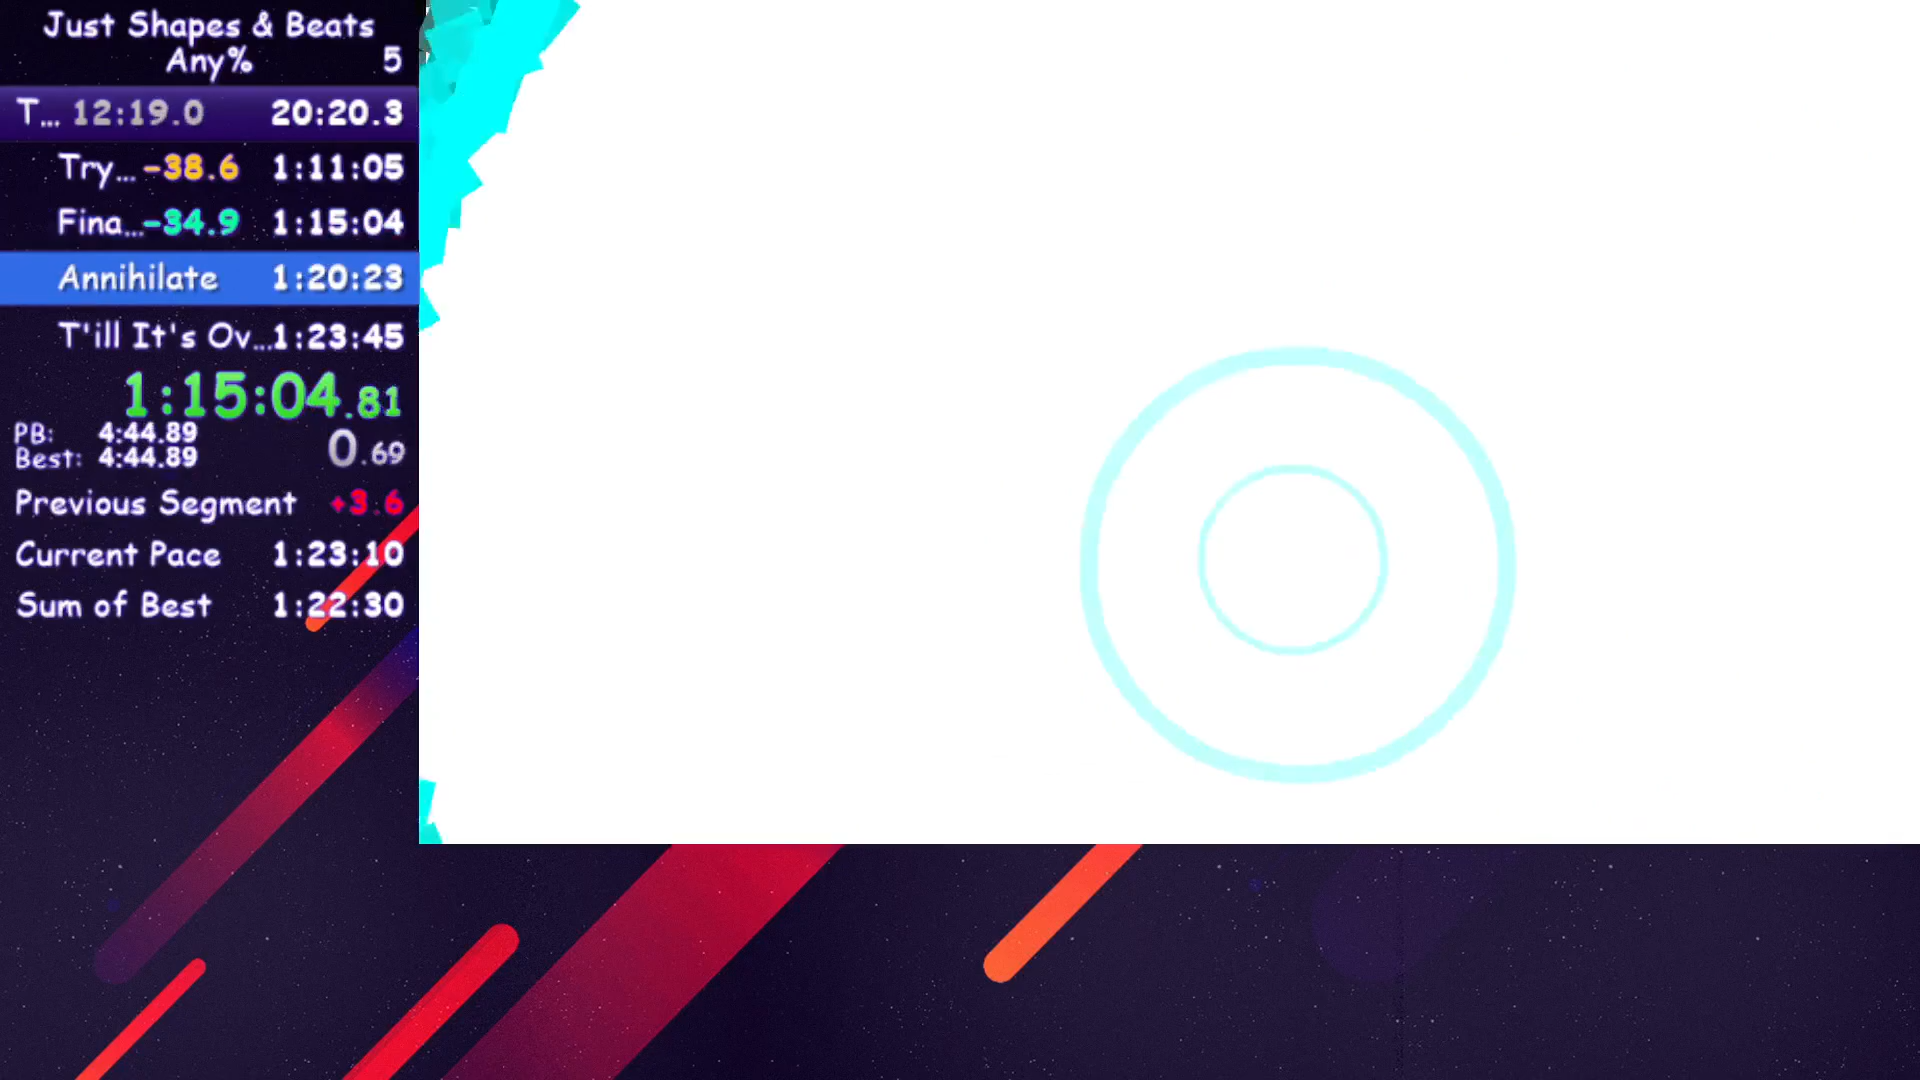 Just Shapes & Beats
Any% 5
T... 12:19.0 20:20.3
Try... -38.6 1:11:05
Fina...-34.9 1:15:04
Annihilate 1:20:23
T'ill It's Ov...1:23:45
1:15:04.81
PB: 4:44.89
Best: 4:44.89
0.69
Previous Segment +3.6
Current Pace 1:23:10
Sum of Best 1:22:30